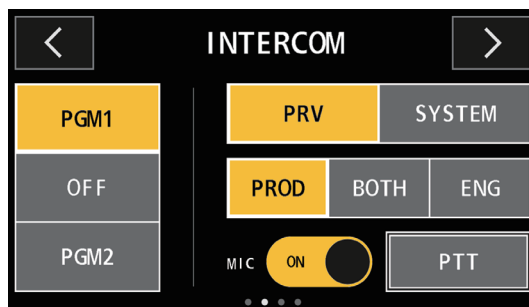 INTERCOM
PGM1
OFF
PGM2
PRV SYSTEM
PROD BOTH ENG
MIC ON PTT